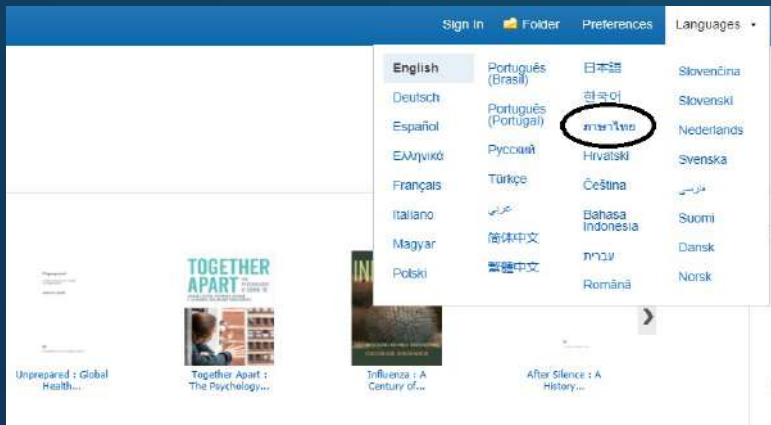 Sign In Folder Preferences Languages
English
Deutsch
Español
Ελληνικά
Français
Italiano
Magyar
Polski
Português
(Brasil)
Português
(Portugal)
Русский
Türkçe
عربي
简体中文
繁體中文
日本語
한국어
ภาษาไทย
Hrvatski
Čeština
Bahasa
Indonesia
עברית
Română
Slovenčina
Slovenski
Nederlands
Svenska
فارسی
Suomi
Dansk
Norsk
TOGETHER
APART
Unprepared : Global
Health...
Together Apart :
The Psychology...
Influenza : A
Century of...
After Silence : A
History...